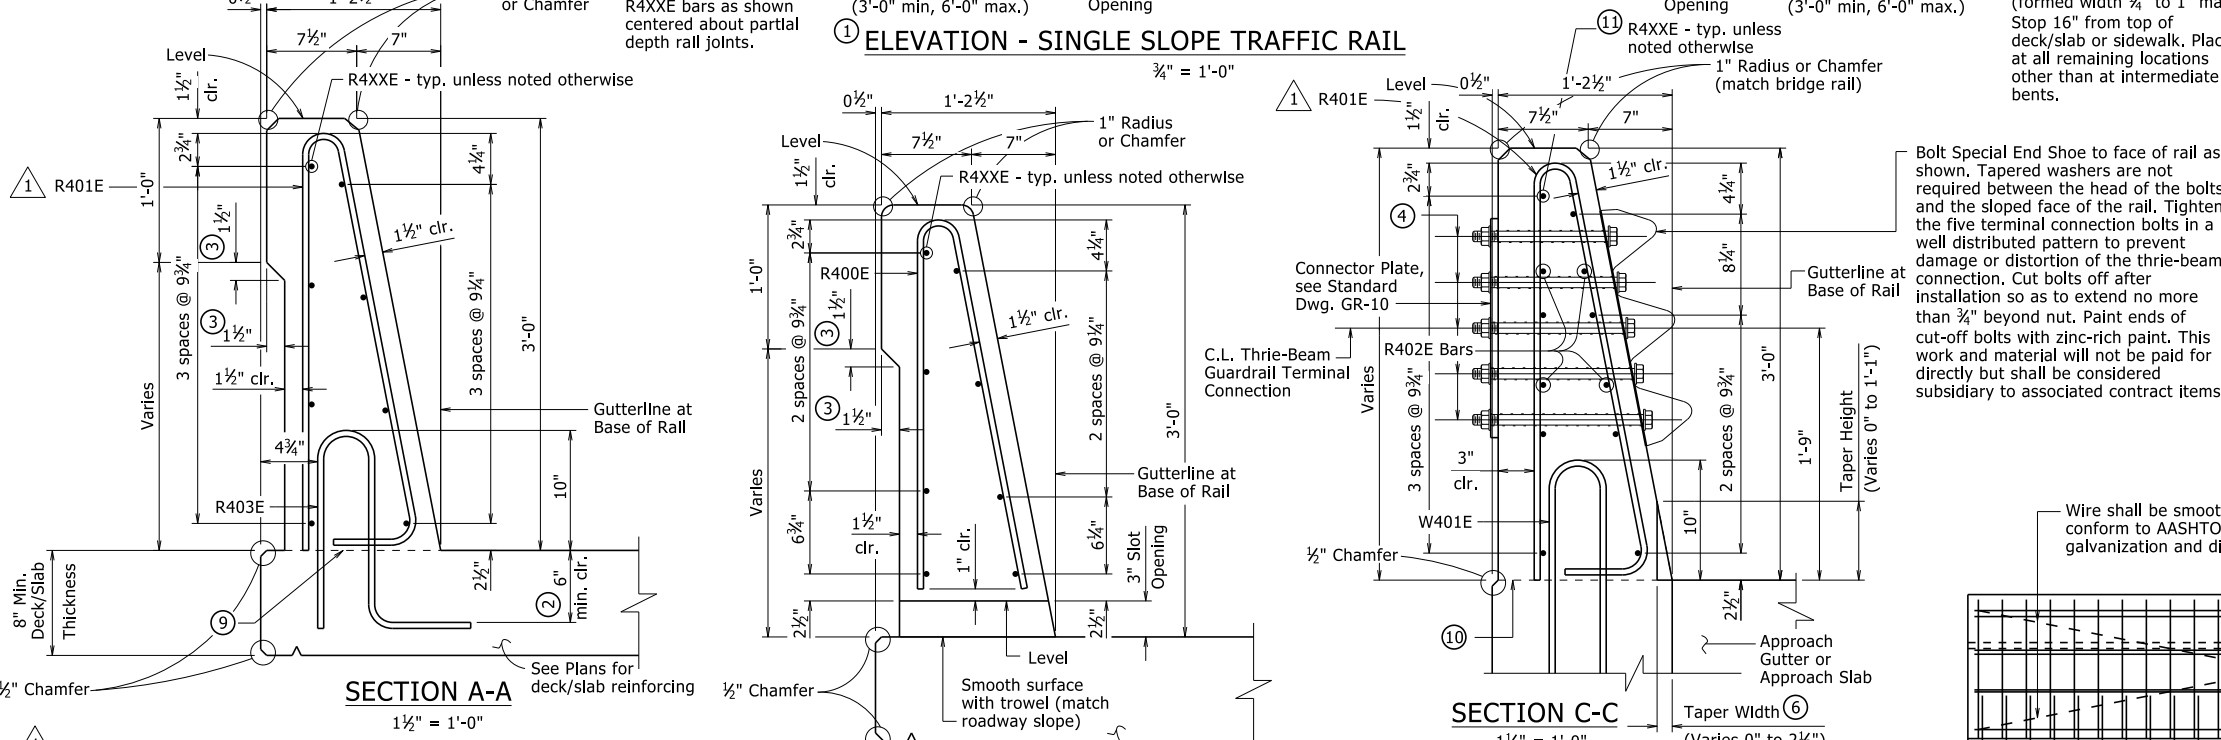 0½"
1'-2½"
or Chamfer
R4XXE bars as shown
centered about partial
depth rail joints.
(3'-0" min, 6'-0" max.)
Opening
1 ELEVATION - SINGLE SLOPE TRAFFIC RAIL
¾" = 1'-0"
Opening
(3'-0" min, 6'-0" max.)
(formed width ¾" to 1"
Stop 16" from top of
deck/slab or sidewalk.
at all remaining locations
other than at intermediate
bents.
7½"
7"
Level
R4XXE - typ. unless noted otherwise
1½"
clr.
2¾"
4¼"
1
R401E
1'-0"
3
1½"
1½" clr.
3
1½"
3 spaces @ 9¾"
3 spaces @ 9¼"
3'-0"
1½" clr.
Varies
Gutterline at
Base of Rail
4¾"
10"
R403E
8" Min.
Deck/Slab
Thickness
2½"
2
6"
min. clr.
9
½" Chamfer
See Plans for
deck/slab reinforcing
SECTION A-A
1½" = 1'-0"
0½"
1'-2½"
7½"
7"
1" Radius
or Chamfer
Level
1½"
clr.
R4XXE - typ. unless noted otherwise
2¾"
4¼"
R400E
1'-0"
3
1½"
1½" clr.
3
1½"
2 spaces @ 9¾"
2 spaces @ 9¼"
3'-0"
Varies
Gutterline at
Base of Rail
6¾"
1½"
clr.
1" clr.
6¼"
3" Slot
Opening
2½"
2½"
½" Chamfer
Level
Smooth surface
with trowel (match
roadway slope)
11
R4XXE - typ. unless
noted otherwise
1" Radius or Chamfer
(match bridge rail)
1
R401E
Level
0½"
1'-2½"
7½"
7"
1½"
clr.
2¾"
1½" clr.
4¼"
4
8¼"
Connector Plate,
see Standard
Dwg. GR-10
Gutterline at
Base of Rail
C.L. Thrie-Beam
Guardrail Terminal
Connection
R402E Bars
Varies
3 spaces @ 9¾"
3"
clr.
2 spaces @ 9¾"
3'-0"
1'-9"
Taper Height
(Varies 0" to 1'-1")
W401E
10"
½" Chamfer
2½"
10
Approach
Gutter or
Approach Slab
SECTION C-C
1½" = 1'-0"
Taper Width 6
(Varies 0" to 2½")
Bolt Special End Shoe to face of rail as
shown. Tapered washers are not
required between the head of the bolts
and the sloped face of the rail. Tighten
the five terminal connection bolts in a
well distributed pattern to prevent
damage or distortion of the thrie-beam
connection. Cut bolts off after
installation so as to extend no more
than ¾" beyond nut. Paint ends of
cut-off bolts with zinc-rich paint. This
work and material will not be paid for
directly but shall be considered
subsidiary to associated contract items
Wire shall be
conform to AASHTO
galvanization and